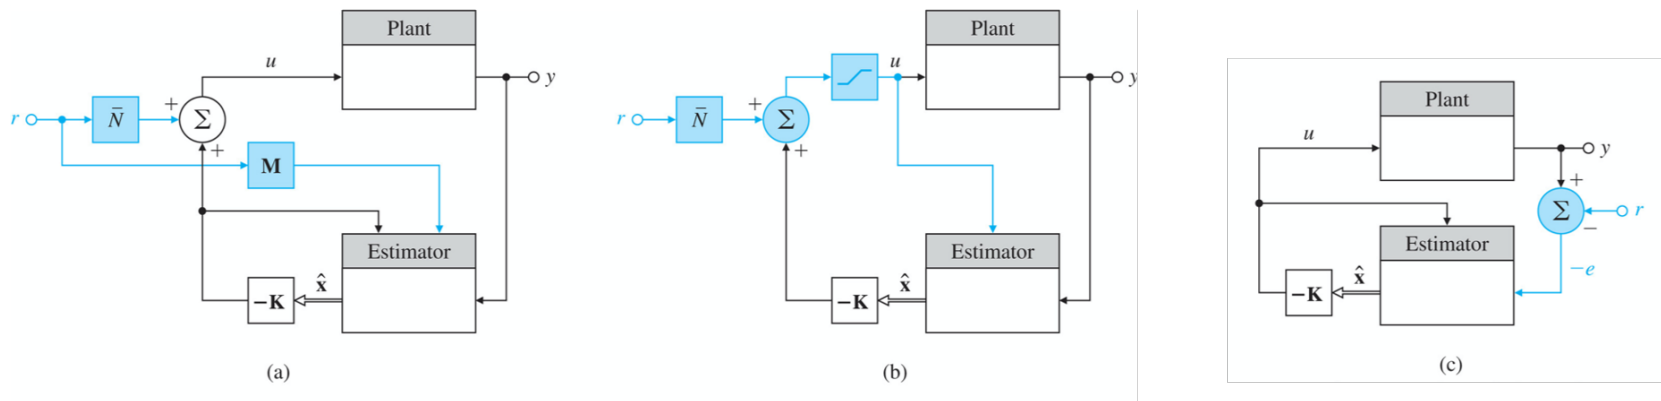 Plant
u
y
r
N̄
+
Σ
+
M
Estimator
x̂
−K
(a)
Plant
u
y
r
N̄
+
Σ
+
Estimator
x̂
−K
(b)
Plant
u
y
+
Σ
r
−
Estimator
−e
x̂
−K
(c)